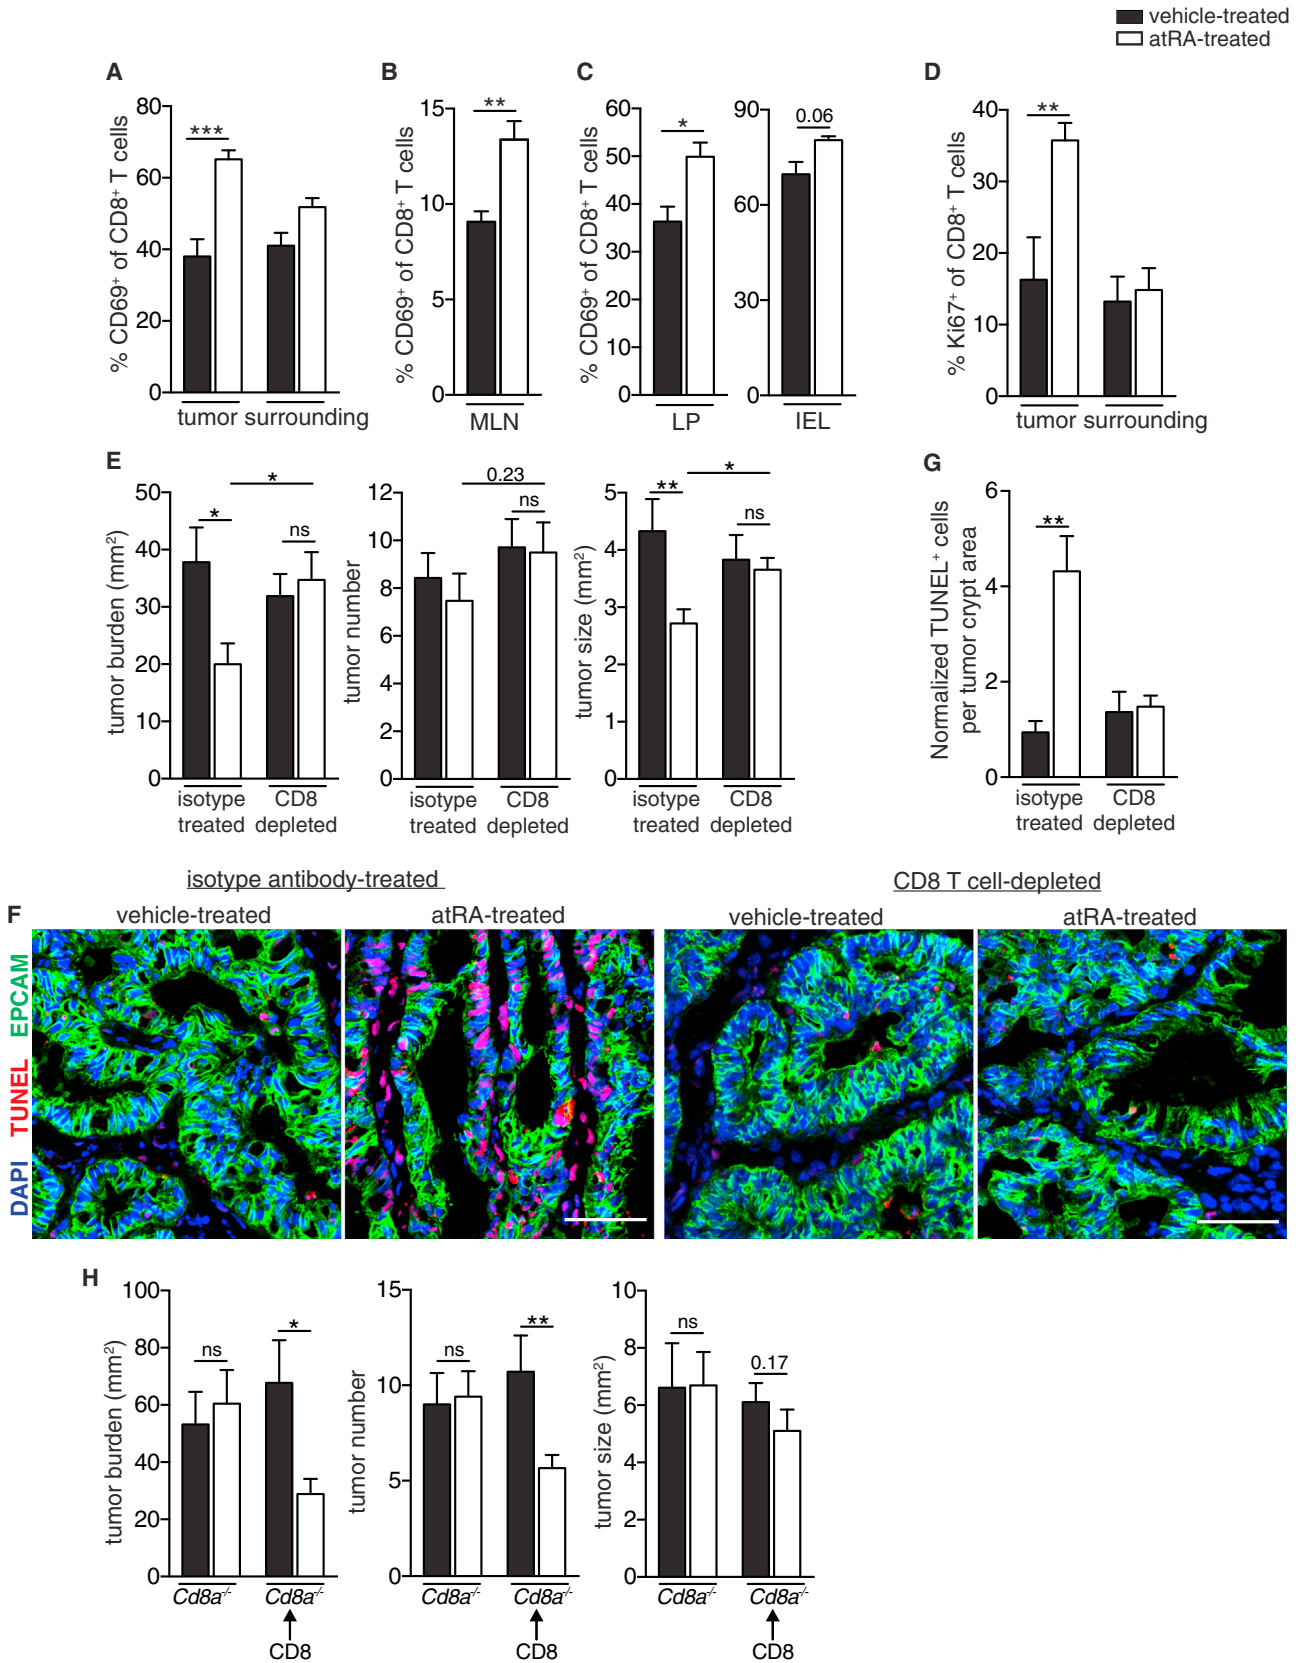 vehicle-treated
atRA-treated
A
B
C
D
% CD69⁺ of CD8⁺ T cells
80
60
40
20
0
***
tumor surrounding
% CD69⁺ of CD8⁺ T cells
15
10
5
0
**
MLN
% CD69⁺ of CD8⁺ T cells
60
50
40
30
20
10
0
*
LP
90
60
30
0
0.06
IEL
% Ki67⁺ of CD8⁺ T cells
40
30
20
10
0
**
tumor surrounding
E
tumor burden (mm²)
50
40
30
20
10
0
*
*
ns
isotype CD8
treated depleted
tumor number
12
10
8
6
4
2
0
0.23
ns
isotype CD8
treated depleted
tumor size (mm²)
5
4
3
2
1
0
**
*
ns
isotype CD8
treated depleted
G
Normalized TUNEL⁺ cells
per tumor crypt area
6
4
2
0
**
isotype CD8
treated depleted
isotype antibody-treated
CD8 T cell-depleted
F
vehicle-treated
atRA-treated
vehicle-treated
atRA-treated
DAPI TUNEL EPCAM
H
tumor burden (mm²)
100
80
60
40
20
0
ns
*
Cd8a⁻/⁻ Cd8a⁻/⁻
CD8
tumor number
15
10
5
0
ns
**
Cd8a⁻/⁻ Cd8a⁻/⁻
CD8
tumor size (mm²)
10
8
6
4
2
0
ns
0.17
Cd8a⁻/⁻ Cd8a⁻/⁻
CD8